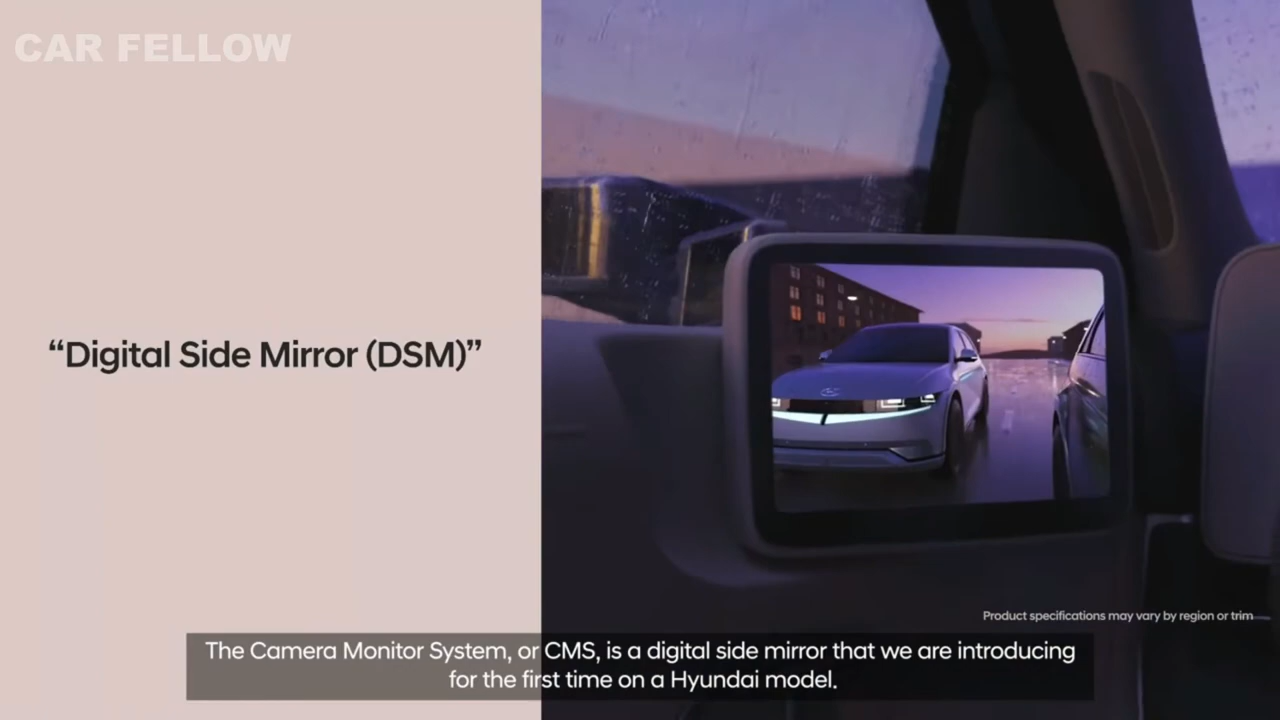 CAR FELLOW
“Digital Side Mirror (DSM)”
Product specifications may vary by region or trim
The Camera Monitor System, or CMS, is a digital side mirror that we are introducing
for the first time on a Hyundai model.